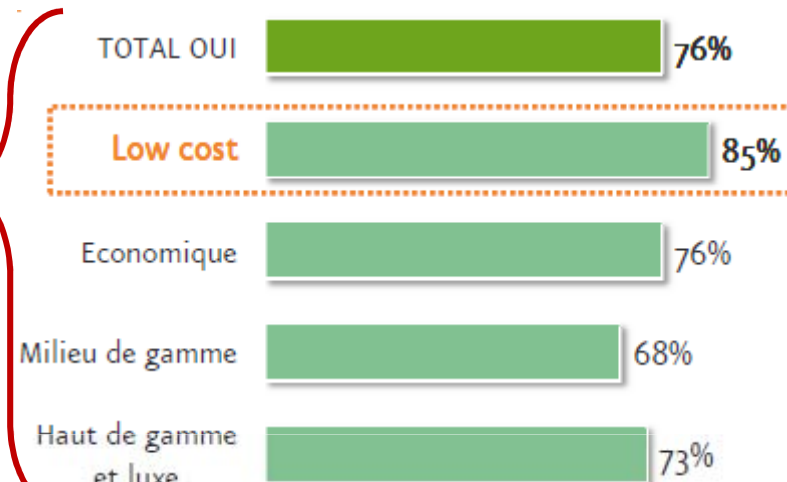 TOTAL OUI 76%
Low cost 85%
Economique 76%
Milieu de gamme 68%
Haut de gamme
et luxe 73%